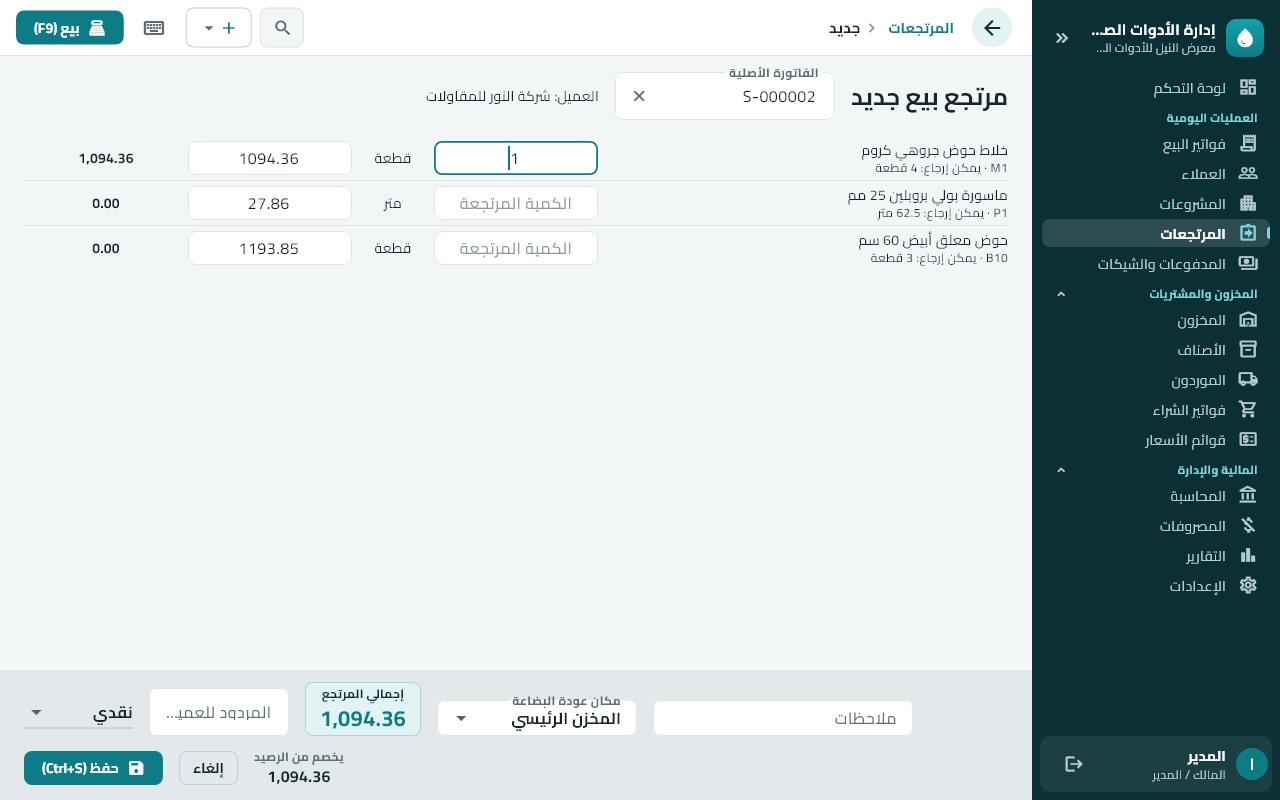 إدارة الأدوات الصـ...
معرض النيل للأدوات الـ...
لوحة التحكم
العمليات اليومية
فواتير البيع
العملاء
المشروعات
المرتجعات
المدفوعات والشيكات
المخزون والمشتريات
المخزون
الأصناف
الموردون
فواتير الشراء
قوائم الأسعار
المالية والإدارة
المحاسبة
المصروفات
التقارير
الإعدادات
ا
المدير
المالك / المدير
المرتجعات
جديد
بيع (F9)
مرتجع بيع جديد
الفاتورة الأصلية
S-000002
العميل: شركة النور للمقاولات
خلاط حوض جروهي كروم
M1 · يمكن إرجاع: 4 قطعة
1
قطعة
1094.36
1,094.36
ماسورة بولي بروبلين 25 مم
P1 · يمكن إرجاع: 62.5 متر
الكمية المرتجعة
متر
27.86
0.00
حوض معلق أبيض 60 سم
B10 · يمكن إرجاع: 3 قطعة
الكمية المرتجعة
قطعة
1193.85
0.00
ملاحظات
مكان عودة البضاعة
المخزن الرئيسي
إجمالي المرتجع
1,094.36
المردود للعميـ...
نقدي
يخصم من الرصيد
1,094.36
إلغاء
حفظ (Ctrl+S)